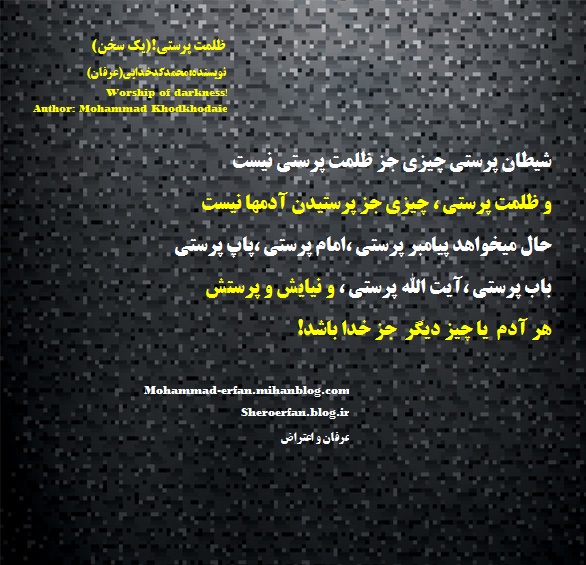 ظلمت پرستی!(یک سخن)
نویسنده:محمدکدخدایی(عرفان)
Worship of darkness!
Author: Mohammad Khodkhodaie
شیطان پرستی چیزی جز ظلمت پرستی نیست
و ظلمت پرستی ، چیزی جز پرستیدن آدمها نیست
حال میخواهد پیامبر پرستی ،امام پرستی ،پاپ پرستی
باب پرستی ،آیت الله پرستی ، و نیایش و پرستش
هر آدم یا چیز دیگر جز خدا باشد!
Mohammad-erfan.mihanblog.com
Sheroerfan.blog.ir
عرفان و اعتراض